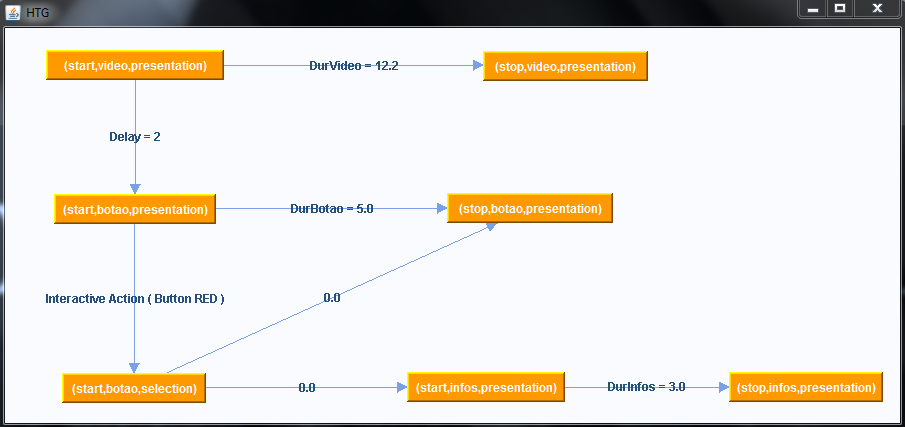 HTG
(start,video,presentation)
DurVideo = 12.2
(stop,video,presentation)
Delay = 2
(start,botao,presentation)
DurBotao = 5.0
(stop,botao,presentation)
Interactive Action ( Button RED )
0.0
(start,botao,selection)
0.0
(start,infos,presentation)
DurInfos = 3.0
(stop,infos,presentation)